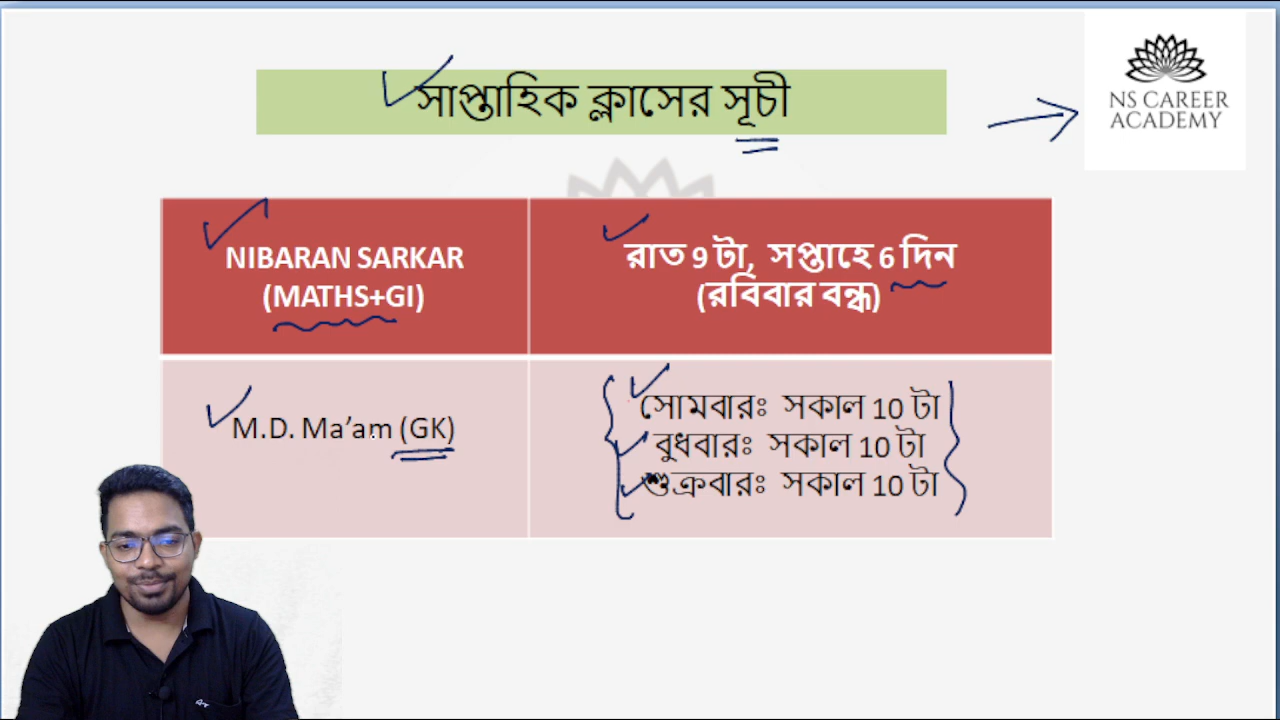 সাপ্তাহিক ক্লাসের সূচী
NS CAREER
ACADEMY
NIBARAN SARKAR
(MATHS+GI)
রাত 9 টা, সপ্তাহে 6 দিন
(রবিবার বন্ধ)
M.D. Ma’am (GK)
সোমবারঃ সকাল 10 টা
বুধবারঃ সকাল 10 টা
শুক্রবারঃ সকাল 10 টা